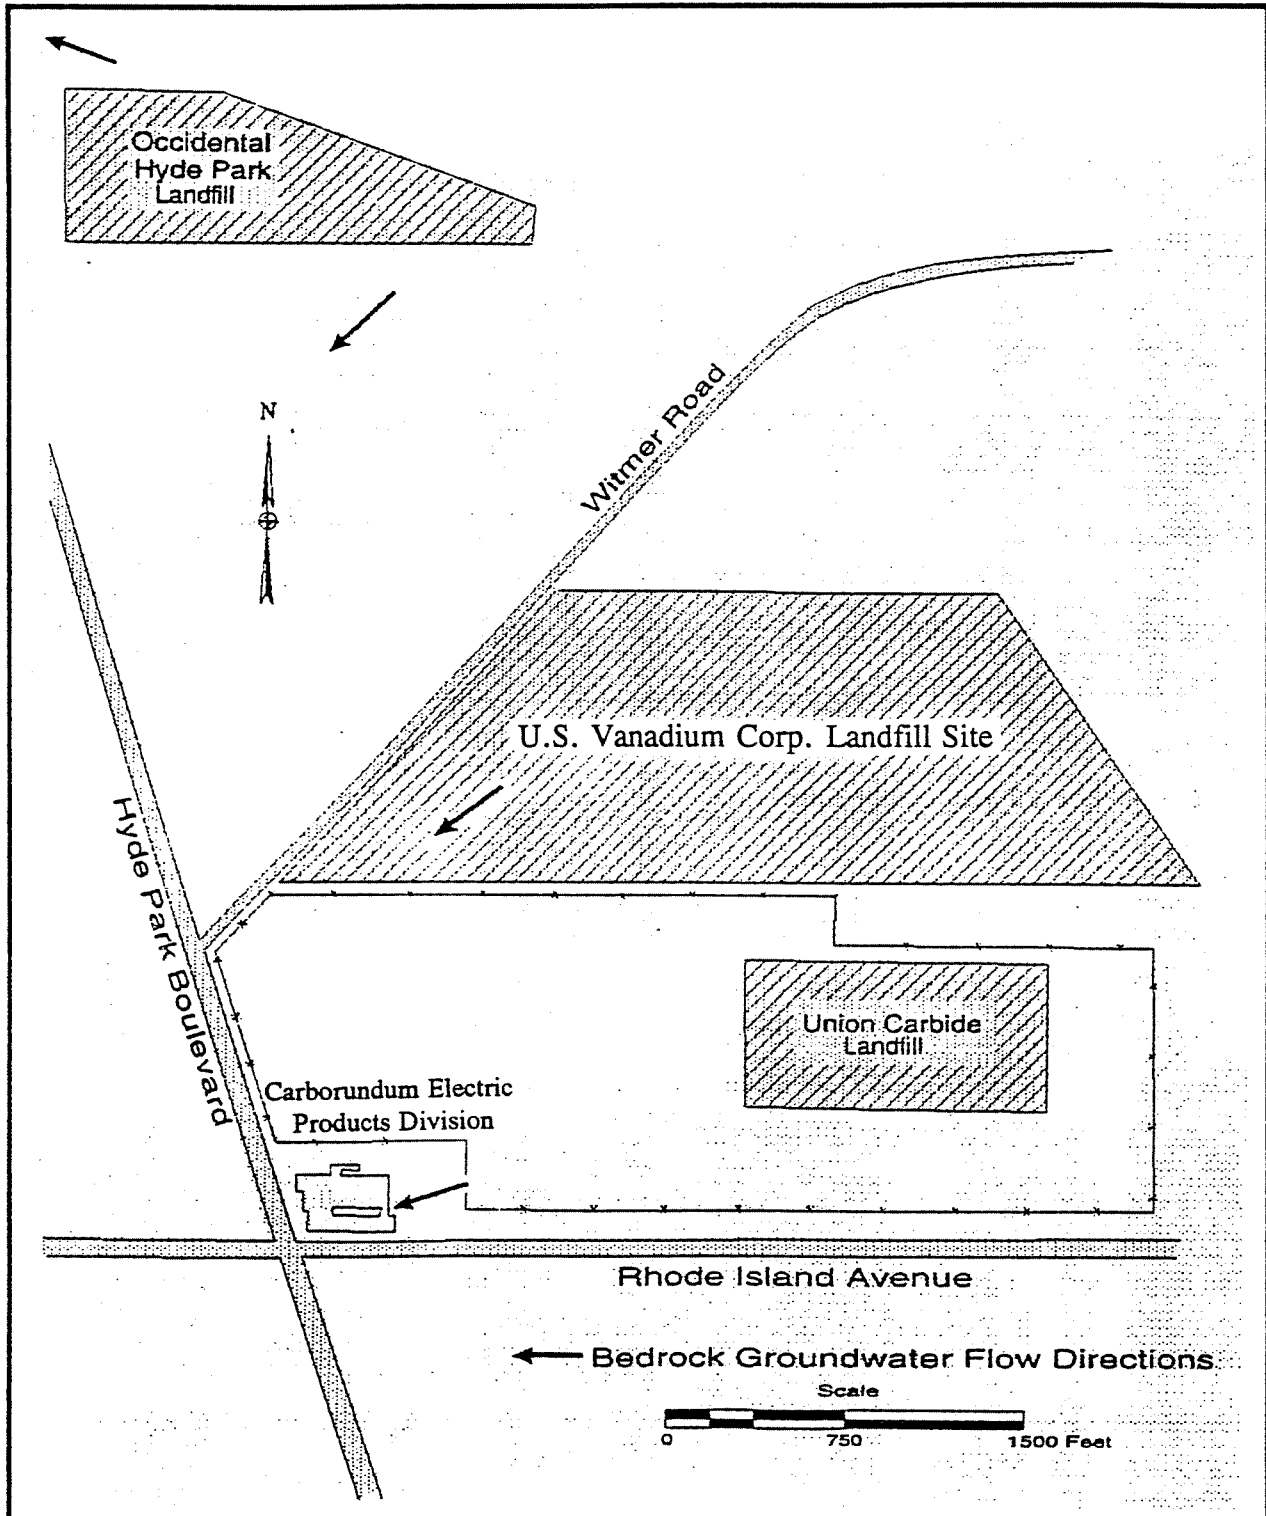 Occidental
Hyde Park
Landfill
N
Witmer Road
U.S. Vanadium Corp. Landfill Site
Hyde Park Boulevard
Union Carbide
Landfill
Carborundum Electric
Products Division
Rhode Island Avenue
Bedrock Groundwater Flow Directions
Scale
0 750 1500 Feet